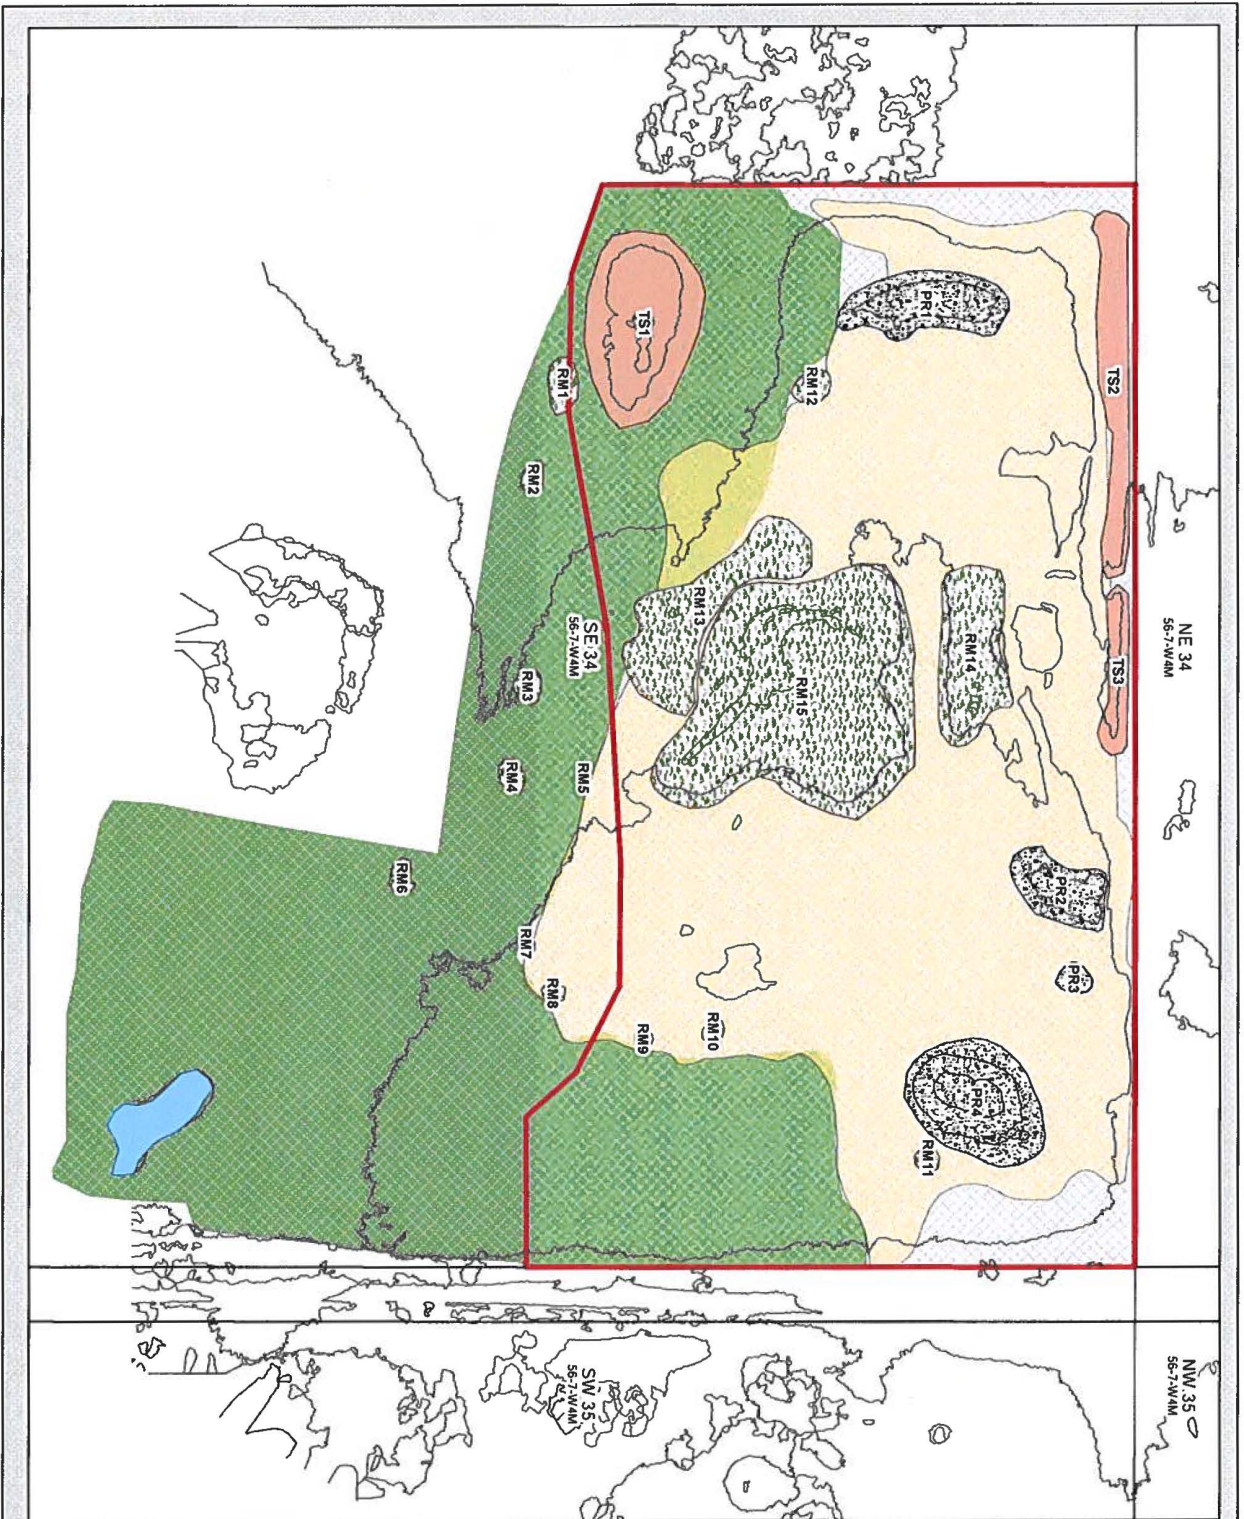 NE 34
56-7-W4M
NW 35
56-7-W4M
TS2
TS3
PR1
PR2
PR3
PR4
RM14
RM11
RM12
RM15
RM13
RM10
RM9
TS1
RM1
RM2
SE 34
56-7-W4M
RM3
RM4
RM5
RM6
RM7
RM8
SW 35
56-7-W4M